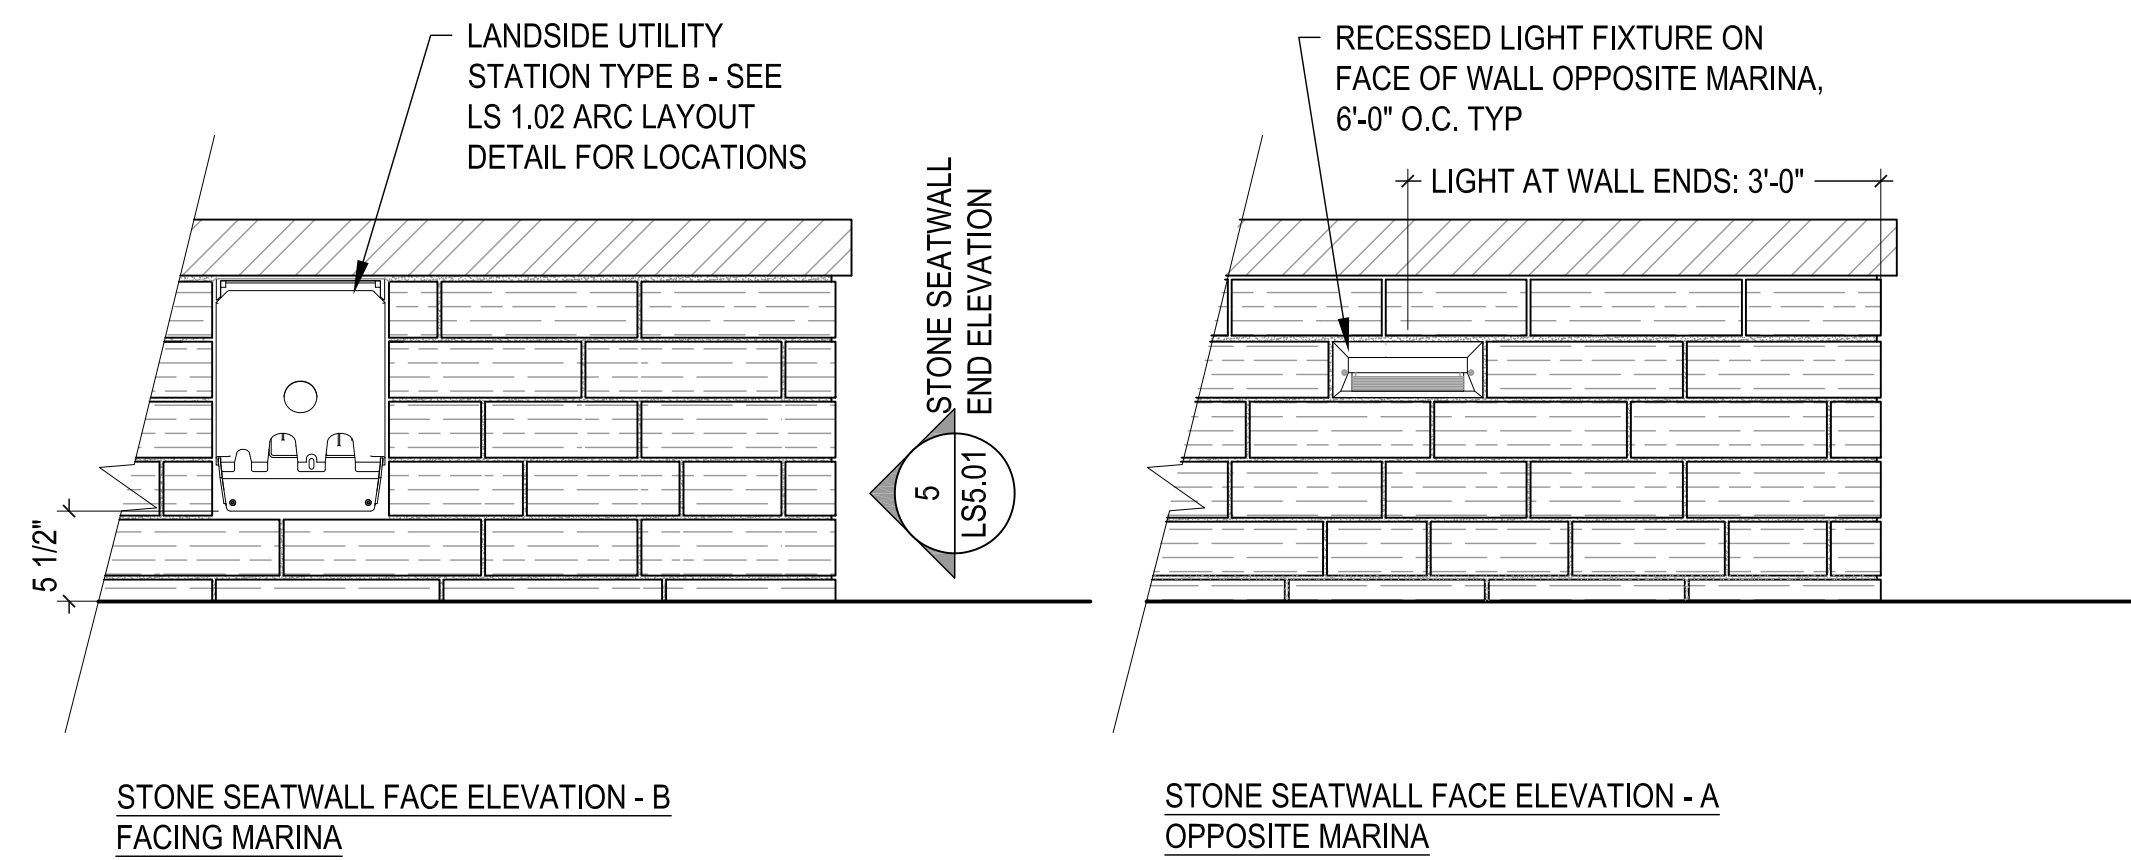 LANDSIDE UTILITY
STATION TYPE B - SEE
LS 1.02 ARC LAYOUT
DETAIL FOR LOCATIONS
STONE SEATWALL
END ELEVATION
5
LS5.01
5 1/2"
STONE SEATWALL FACE ELEVATION - B
FACING MARINA
RECESSED LIGHT FIXTURE ON
FACE OF WALL OPPOSITE MARINA,
6'-0" O.C. TYP
LIGHT AT WALL ENDS: 3'-0"
STONE SEATWALL FACE ELEVATION - A
OPPOSITE MARINA